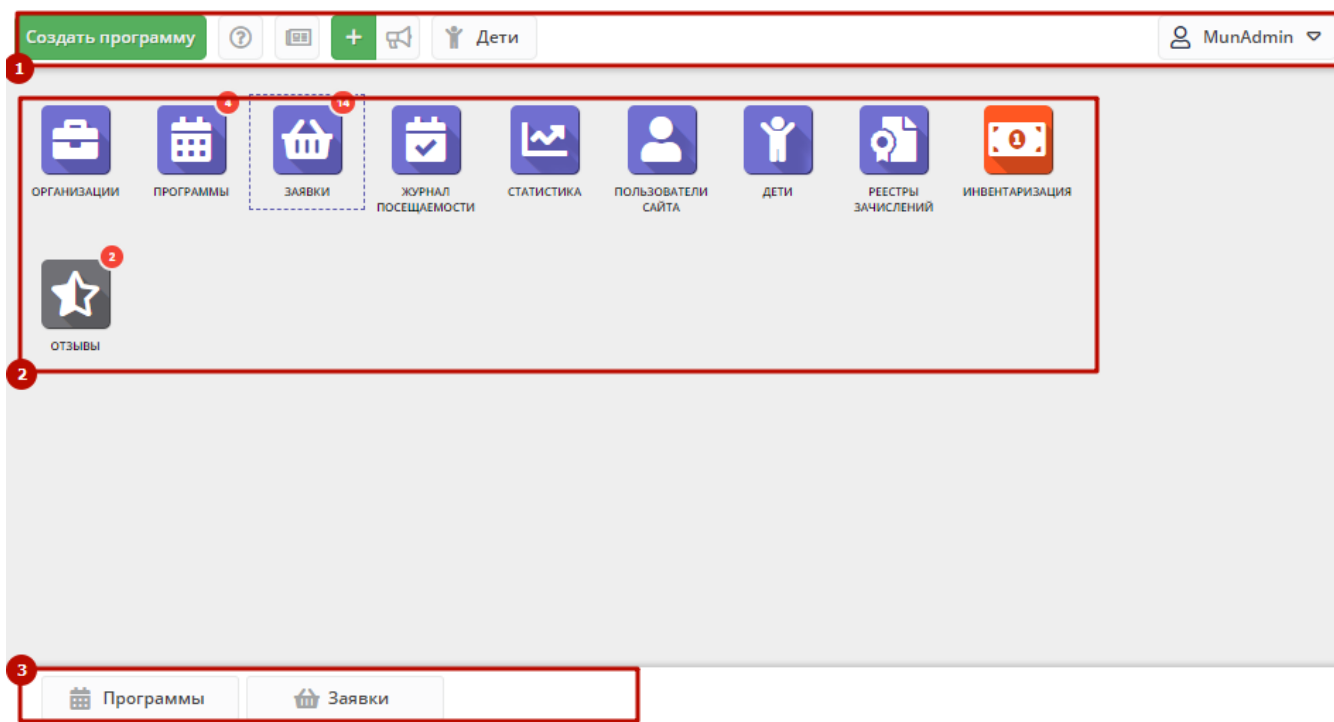 Создать программу
+
Дети
MunAdmin
1
4
14
1
ОРГАНИЗАЦИИ
ПРОГРАММЫ
ЗАЯВКИ
ЖУРНАЛ
ПОСЕЩАЕМОСТИ
СТАТИСТИКА
ПОЛЬЗОВАТЕЛИ
САЙТА
ДЕТИ
РЕЕСТРЫ
ЗАЧИСЛЕНИЙ
ИНВЕНТАРИЗАЦИЯ
2
ОТЗЫВЫ
2
3
Программы
Заявки